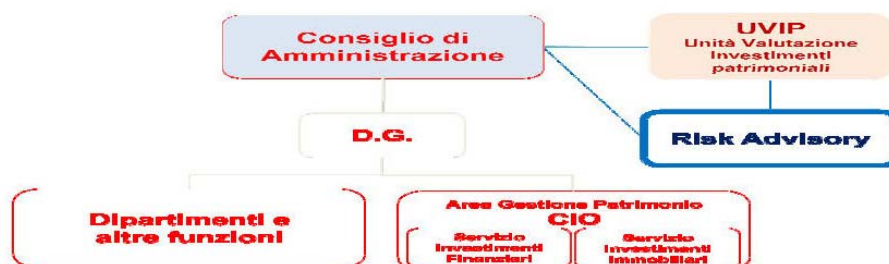 Consiglio di
Amministrazione
UVIP
Unità Valutazione
Investimenti
patrimoniali
D.G.
Risk Advisory
Dipartimenti e
altre funzioni
Area Gestione Patrimonio
CIO
Servizio
Investimenti
Finanziari
Servizio
Investimenti
Immobiliari